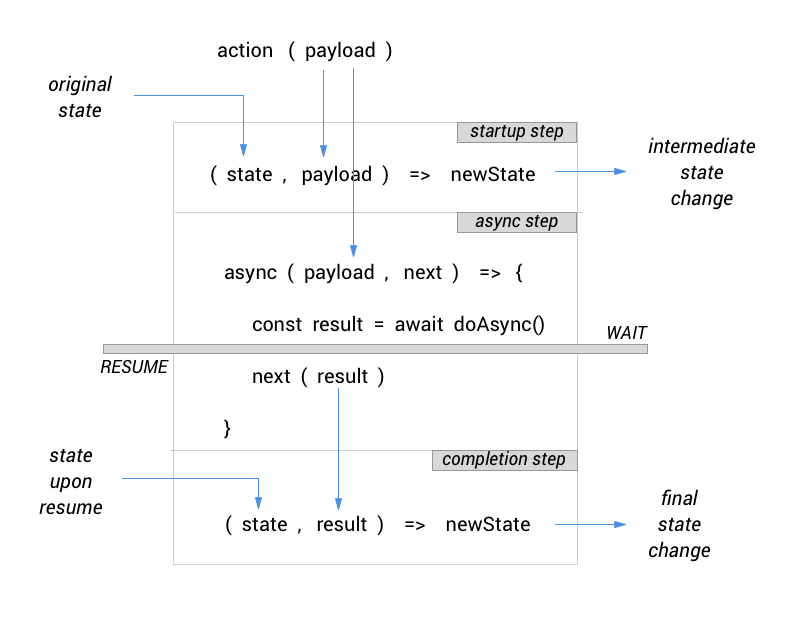 action ( payload )
original
state
startup step
intermediate
state
change
( state , payload ) => newState
async step
async ( payload , next ) => {
const result = await doAsync()
WAIT
RESUME
next ( result )
}
completion step
state
upon
resume
( state , result ) => newState
final
state
change